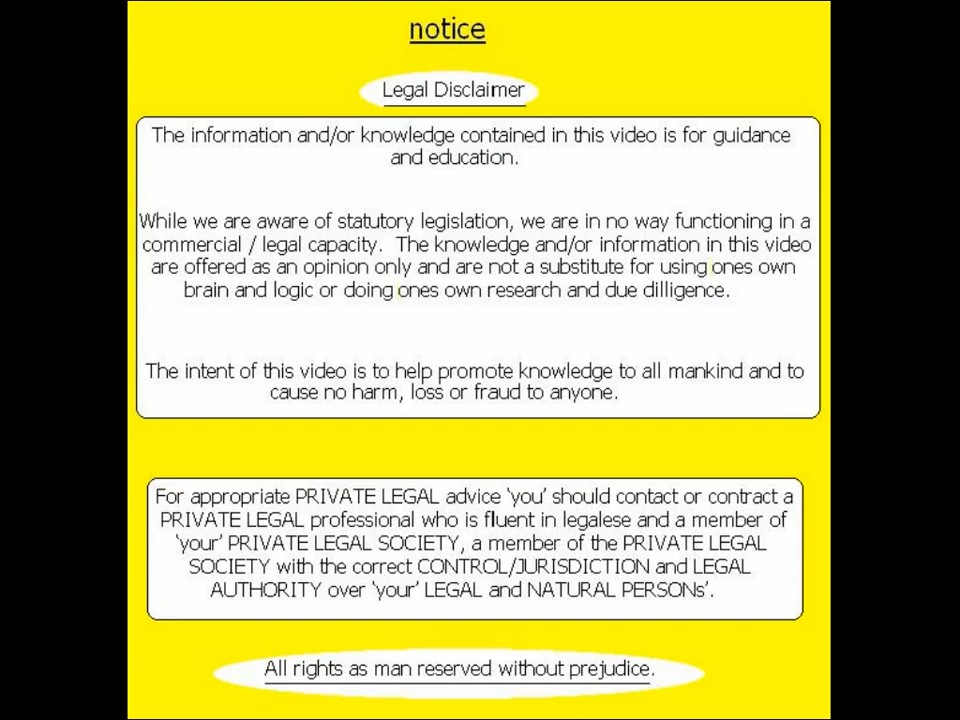 notice
Legal Disclaimer
The information and/or knowledge contained in this video is for guidance
and education.
While we are aware of statutory legislation, we are in no way functioning in a
commercial / legal capacity. The knowledge and/or information in this video
are offered as an opinion only and are not a substitute for using ones own
brain and logic or doing ones own research and due dilligence.
The intent of this video is to help promote knowledge to all mankind and to
cause no harm, loss or fraud to anyone.
For appropriate PRIVATE LEGAL advice 'you' should contact or contract a
PRIVATE LEGAL professional who is fluent in legalese and a member of
'your' PRIVATE LEGAL SOCIETY, a member of the PRIVATE LEGAL
SOCIETY with the correct CONTROL/JURISDICTION and LEGAL
AUTHORITY over 'your' LEGAL and NATURAL PERSONs'.
All rights as man reserved without prejudice.